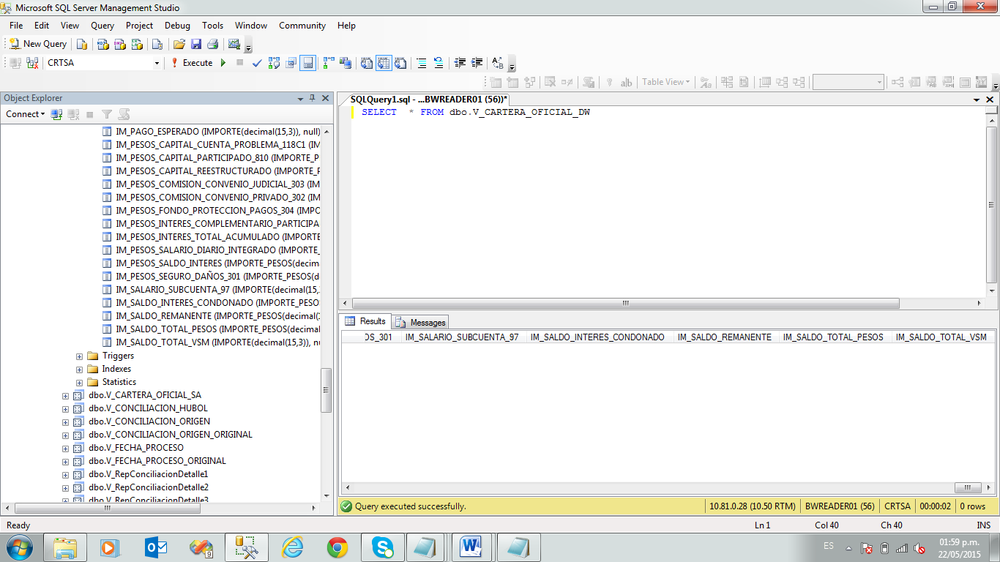 Microsoft SQL Server Management Studio
File Edit View Query Project Debug Tools Window Community Help
New Query
CRTSA Execute
Table View
Object Explorer
Connect
IM_PAGO_ESPERADO (IMPORTE(decimal(15,3)), null)
IM_PESOS_CAPITAL_CUENTA_PROBLEMA_118C1 (IM
IM_PESOS_CAPITAL_PARTICIPADO_810 (IMPORTE_P
IM_PESOS_CAPITAL_REESTRUCTURADO (IMPORTE_P
IM_PESOS_COMISION_CONVENIO_JUDICIAL_303 (IM
IM_PESOS_COMISION_CONVENIO_PRIVADO_302 (IM
IM_PESOS_FONDO_PROTECCION_PAGOS_304 (IMPO
IM_PESOS_INTERES_COMPLEMENTARIO_PARTICIPA
IM_PESOS_INTERES_TOTAL_ACUMULADO (IMPORTE
IM_PESOS_SALARIO_DIARIO_INTEGRADO (IMPORTE_
IM_PESOS_SALDO_INTERES (IMPORTE_PESOS(decim
IM_PESOS_SEGURO_DAÑOS_301 (IMPORTE_PESOS(d
IM_SALARIO_SUBCUENTA_97 (IMPORTE(decimal(15,
IM_SALDO_INTERES_CONDONADO (IMPORTE_PESO
IM_SALDO_REMANENTE (IMPORTE_PESOS(decimal(
IM_SALDO_TOTAL_PESOS (IMPORTE_PESOS(decimal
IM_SALDO_TOTAL_VSM (IMPORTE(decimal(15,3)), nu
Triggers
Indexes
Statistics
dbo.V_CARTERA_OFICIAL_SA
dbo.V_CONCILIACION_HUBOL
dbo.V_CONCILIACION_ORIGEN
dbo.V_CONCILIACION_ORIGEN_ORIGINAL
dbo.V_FECHA_PROCESO
dbo.V_FECHA_PROCESO_ORIGINAL
dbo.V_RepConciliacionDetalle1
dbo.V_RepConciliacionDetalle2
dbo.V_RepConciliacionDetalle3
SQLQuery1.sql - ...BWREADER01 (56))*
SELECT * FROM dbo.V_CARTERA_OFICIAL_DW
Results Messages
OS_301 IM_SALARIO_SUBCUENTA_97 IM_SALDO_INTERES_CONDONADO IM_SALDO_REMANENTE IM_SALDO_TOTAL_PESOS IM_SALDO_TOTAL_VSM
Query executed successfully. 10.81.0.28 (10.50 RTM) BWREADER01 (56) CRTSA 00:00:02 0 rows
Ready Ln 1 Col 40 Ch 40 INS
ES 01:59 p.m.
22/05/2015